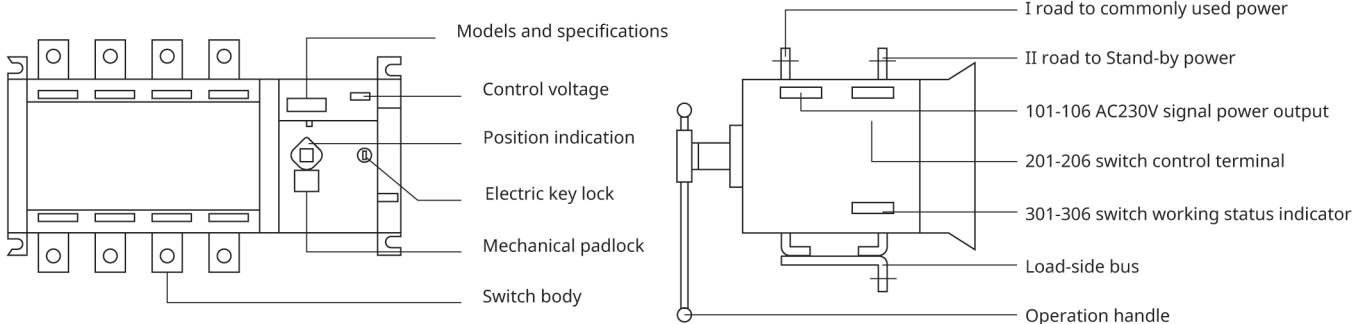 Models and specifications
Control voltage
Position indication
Electric key lock
Mechanical padlock
Switch body
I road to commonly used power
II road to Stand-by power
101-106 AC230V signal power output
201-206 switch control terminal
301-306 switch working status indicator
Load-side bus
Operation handle